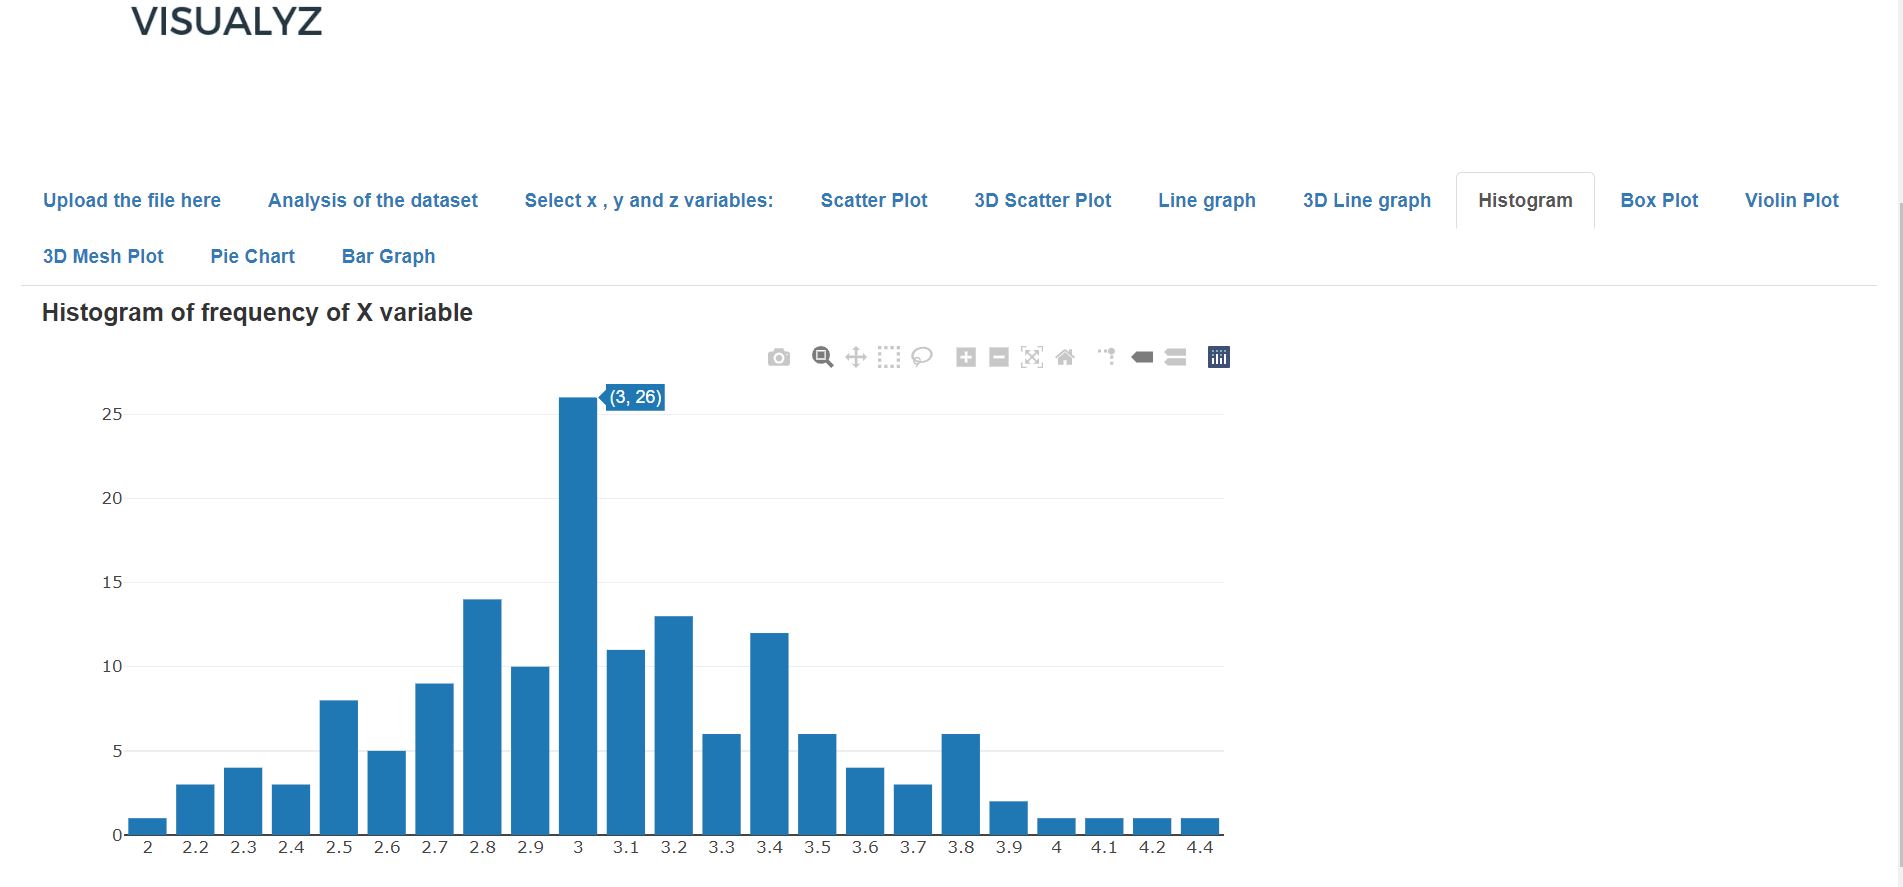 VISUALYZ
Upload the file here Analysis of the dataset Select x , y and z variables: Scatter Plot 3D Scatter Plot Line graph 3D Line graph Histogram Box Plot Violin Plot
3D Mesh Plot Pie Chart Bar Graph
Histogram of frequency of X variable
(3, 26)
25
20
15
10
5
0
2 2.2 2.3 2.4 2.5 2.6 2.7 2.8 2.9 3 3.1 3.2 3.3 3.4 3.5 3.6 3.7 3.8 3.9 4 4.1 4.2 4.4